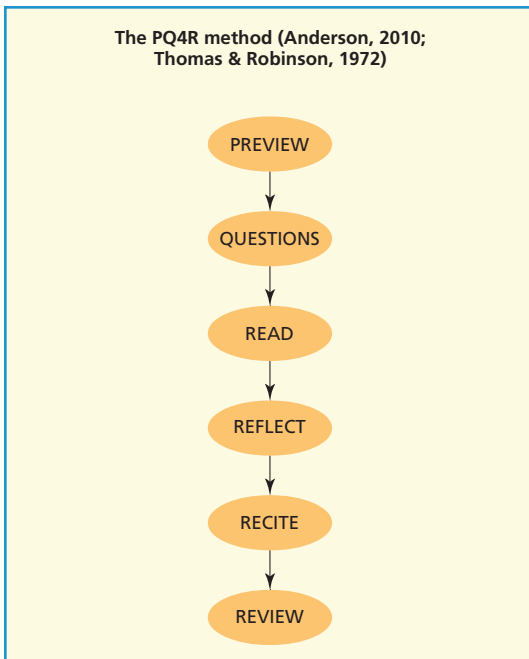 The PQ4R method (Anderson, 2010;
Thomas & Robinson, 1972)
PREVIEW
QUESTIONS
READ
REFLECT
RECITE
REVIEW